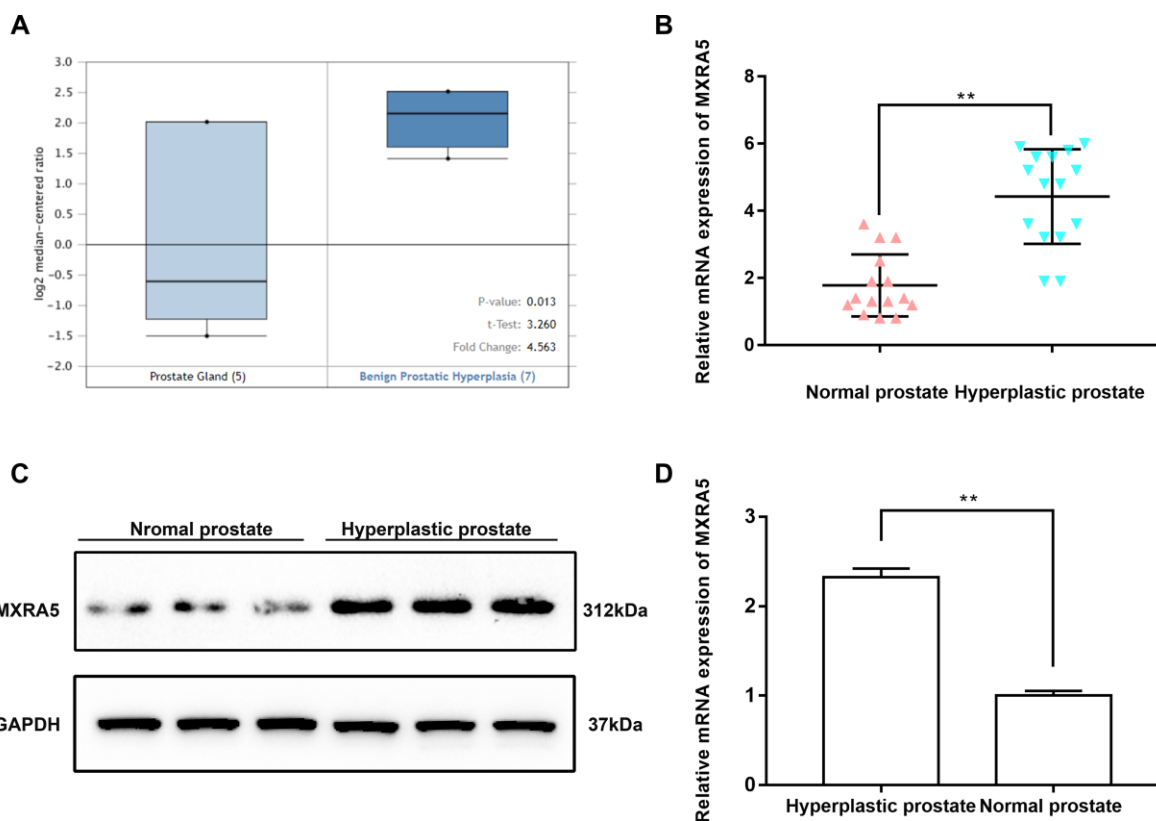 A
3.0
2.5
2.0
1.5
1.0
0.5
0.0
-0.5
-1.0
-1.5
-2.0
log2 median-centered ratio
P-value: 0.013
t-Test: 3.260
Fold Change: 4.563
Prostate Gland (5)
Benign Prostatic Hyperplasia (7)
B
Relative mRNA expression of MXRA5
8
6
4
2
0
**
Normal prostate
Hyperplastic prostate
C
Nromal prostate
Hyperplastic prostate
MXRA5
312kDa
GAPDH
37kDa
D
Relative mRNA expression of MXRA5
3
2
1
0
**
Hyperplastic prostate
Normal prostate